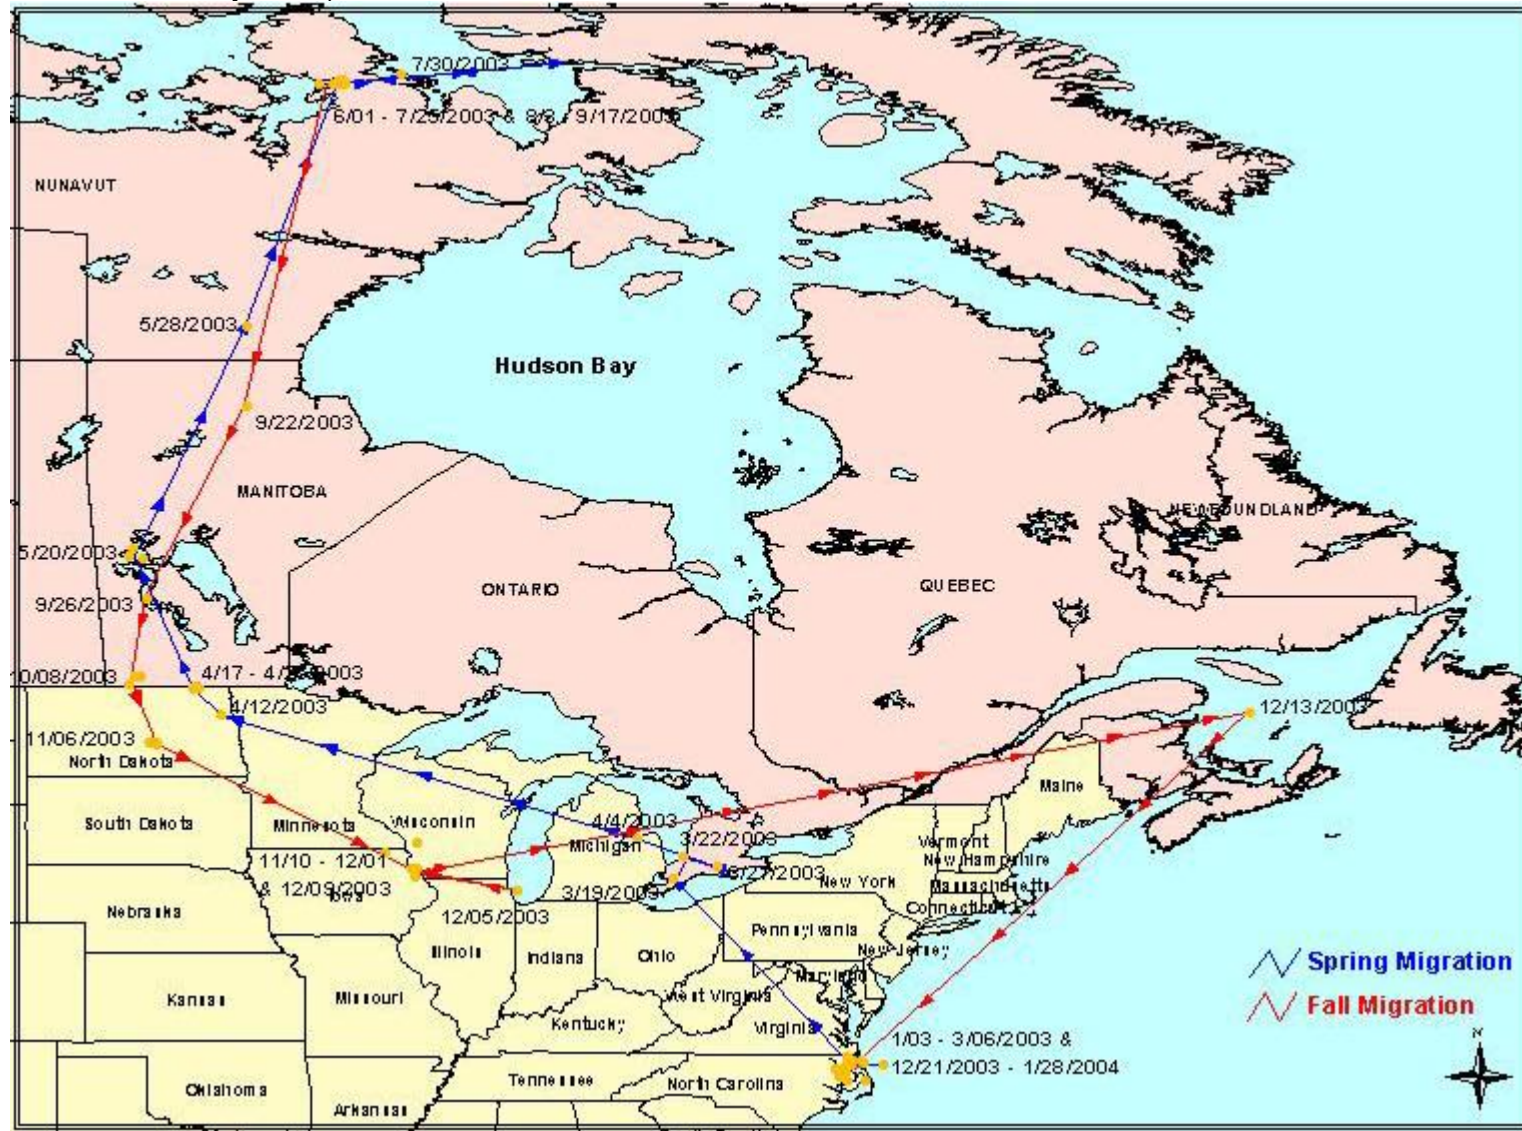 7/30/2003
6/01 - 7/25/2003 & 8/3 - 9/17/2003
NUNAVUT
5/28/2003
Hudson Bay
9/22/2003
MANITOBA
NEWFOUNDLAND
5/20/2003
ONTARIO
QUEBEC
9/26/2003
10/08/2003
4/17 - 4/
2003
4/12/2003
12/13/2003
11/06/2003
North Dakota
Maine
South Dakota
Minnesota
Wisconsin
4/4/2003
Michigan
3/22/2003
Vermont
New Hampshire
11/10 - 12/01
& 12/09/2003
Iowa
3/19/2003
3/27/2003
New York
Massachusetts
Connecticut
Nebraska
12/05/2003
Pennsylvania
New Jersey
Illinois
Indiana
Ohio
Maryland
Spring Migration
Kansas
Missouri
West Virginia
Fall Migration
Kentucky
Virginia
N
1/03 - 3/06/2003 &
12/21/2003 - 1/28/2004
Oklahoma
Tennessee
North Carolina
Arkansas